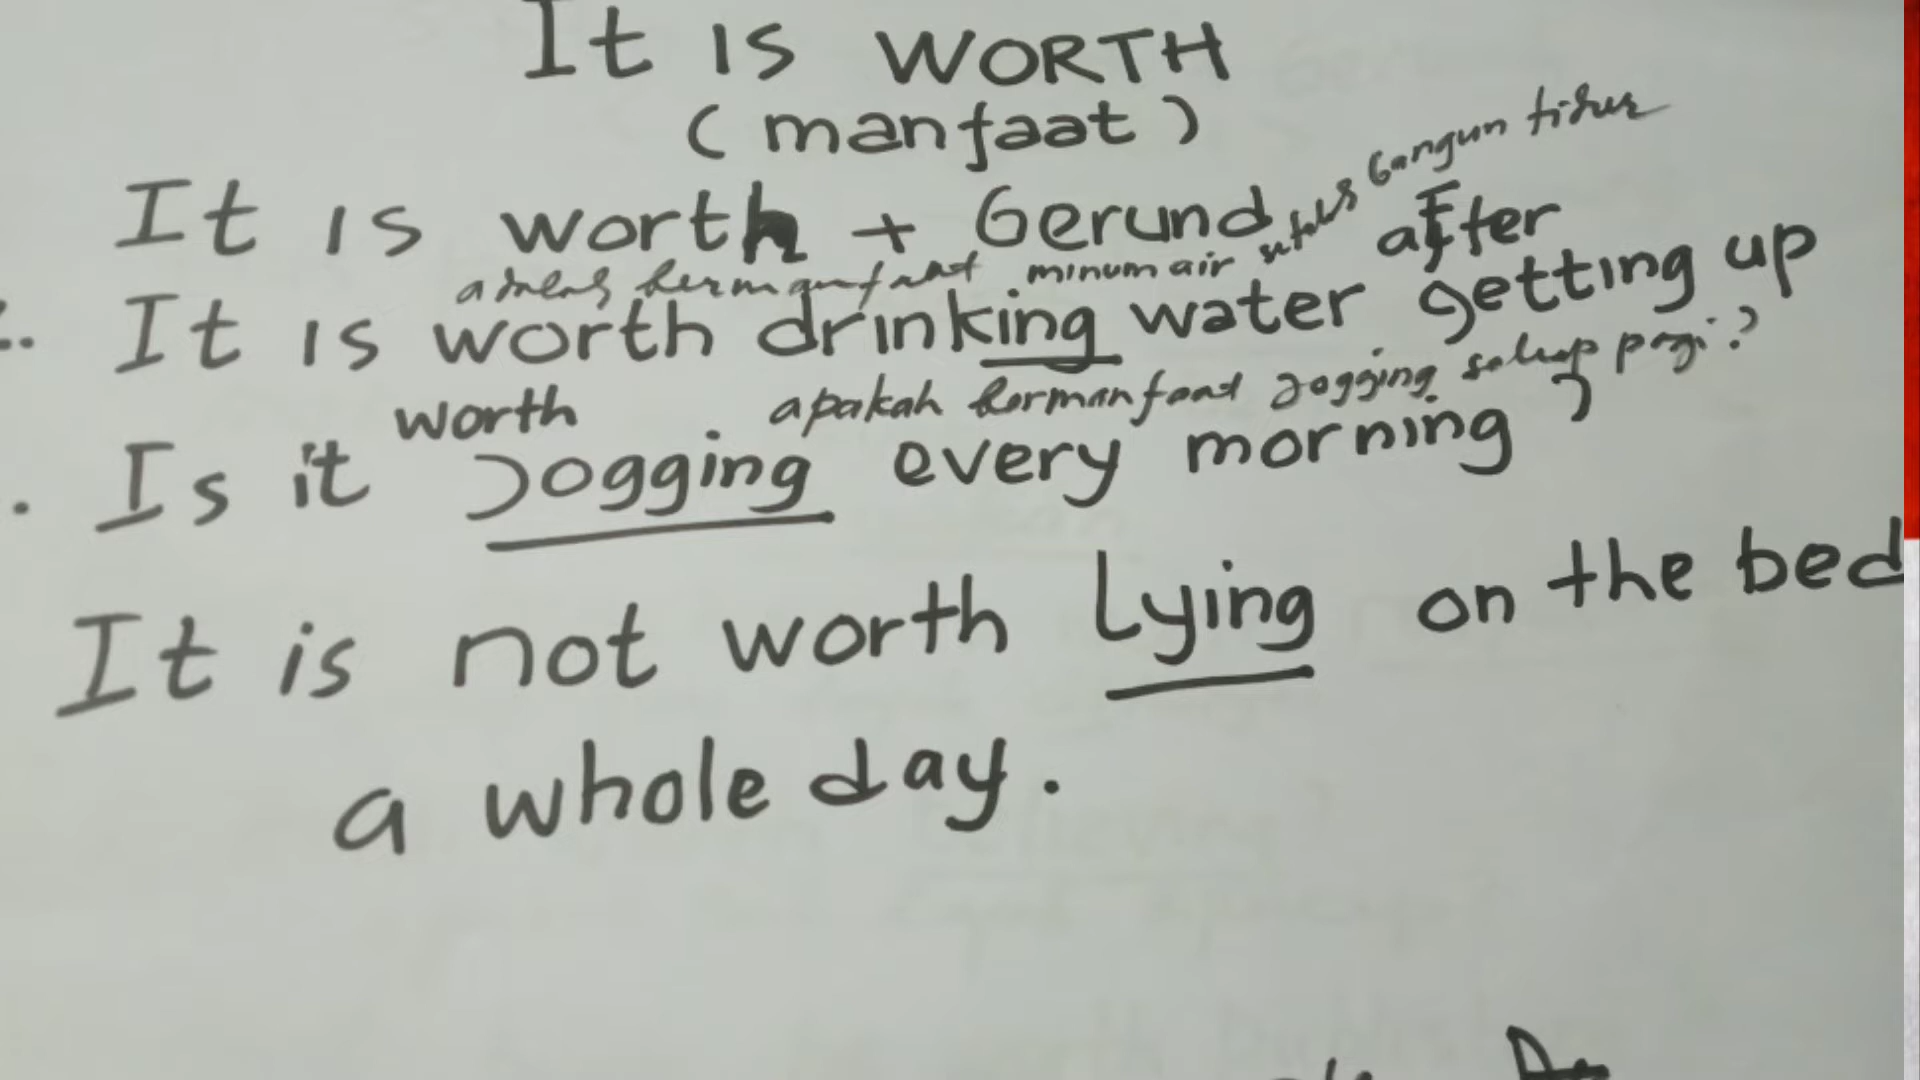 It is WORTH
(manfaat)
It is worth + Gerund
adalah bermanfaat minum air setelah bangun tidur
It is worth drinking water after getting up
apakah bermanfaat Jogging setiap pagi?
Is it worth Jogging every morning?
It is not worth Lying on the bed
a whole day.